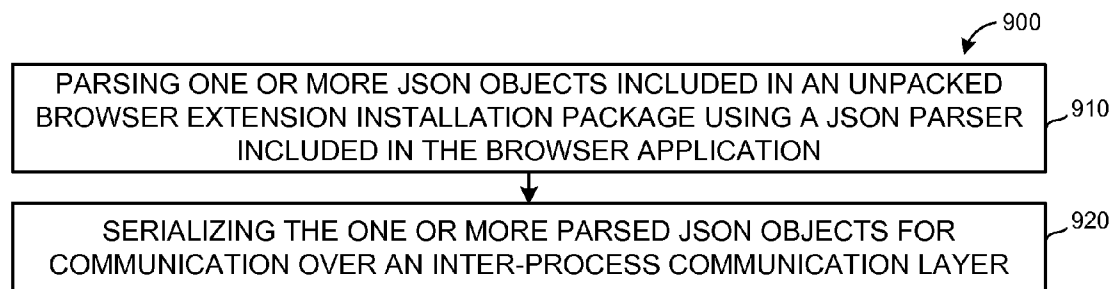 900
PARSING ONE OR MORE JSON OBJECTS INCLUDED IN AN UNPACKED
BROWSER EXTENSION INSTALLATION PACKAGE USING A JSON PARSER
INCLUDED IN THE BROWSER APPLICATION
910
SERIALIZING THE ONE OR MORE PARSED JSON OBJECTS FOR
COMMUNICATION OVER AN INTER-PROCESS COMMUNICATION LAYER
920